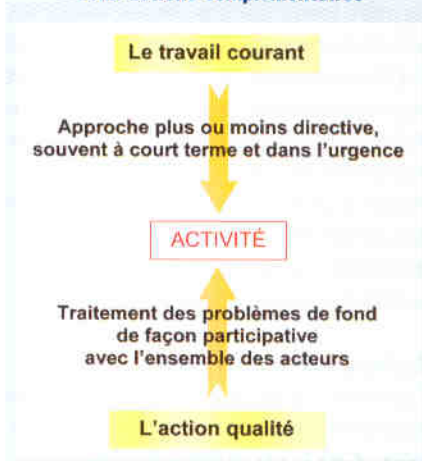 Le travail courant
Approche plus ou moins directive,
souvent à court terme et dans l'urgence
ACTIVITÉ
Traitement des problèmes de fond
de façon participative
avec l'ensemble des acteurs
L'action qualité